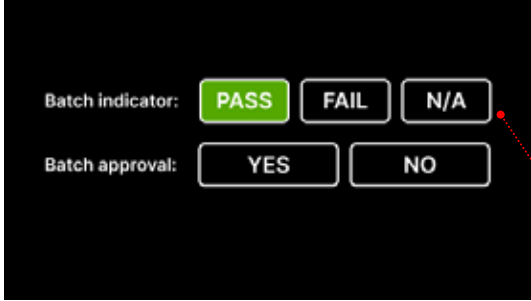 Batch indicator: PASS FAIL N/A
Batch approval: YES NO